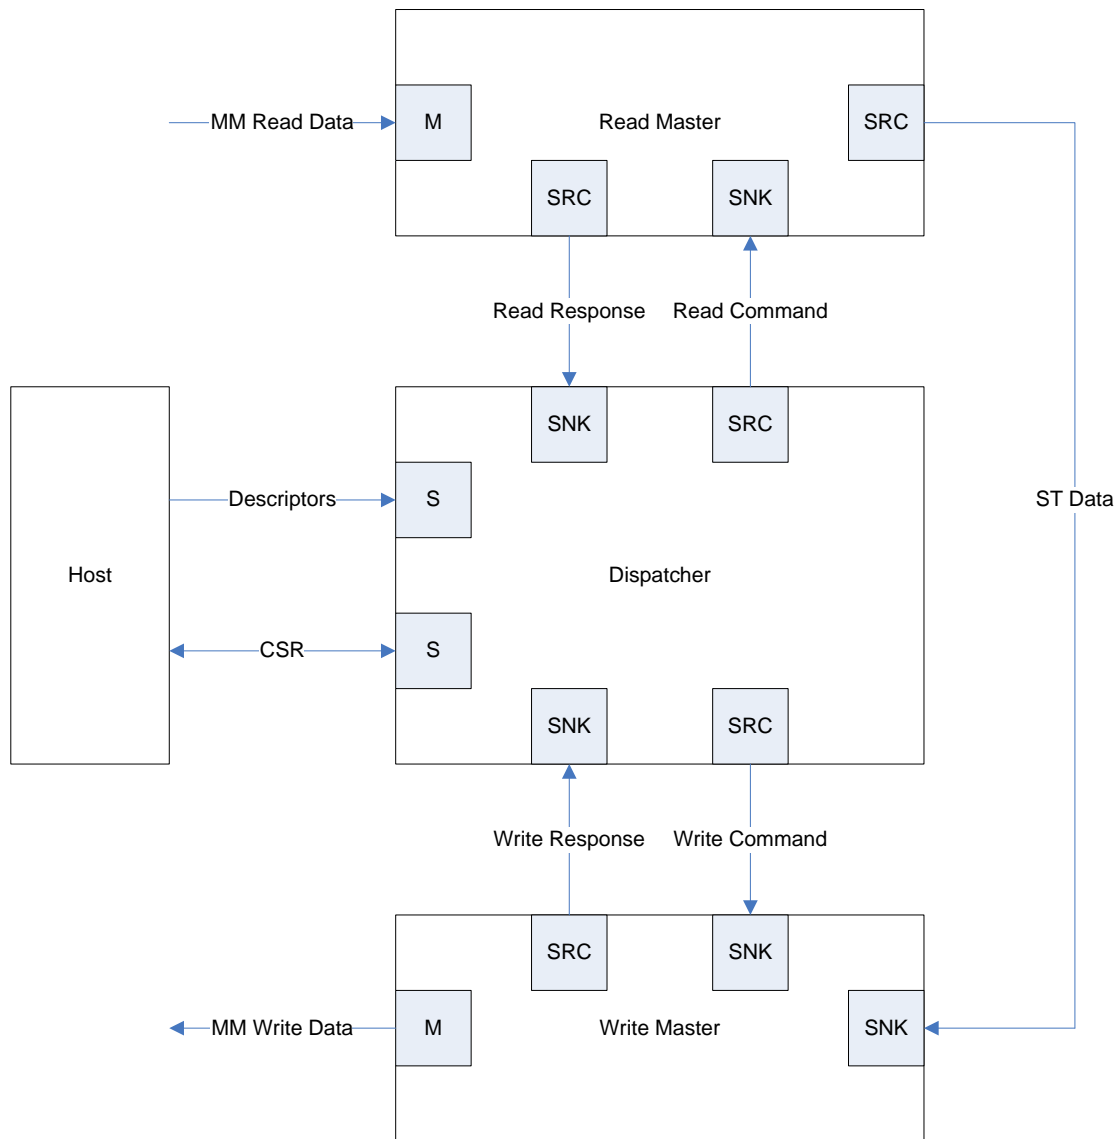 MM Read Data
M
Read Master
SRC
SRC
SNK
Read Response
Read Command
SNK
SRC
Descriptors
S
ST Data
Host
Dispatcher
CSR
S
SNK
SRC
Write Response
Write Command
SRC
SNK
MM Write Data
M
Write Master
SNK